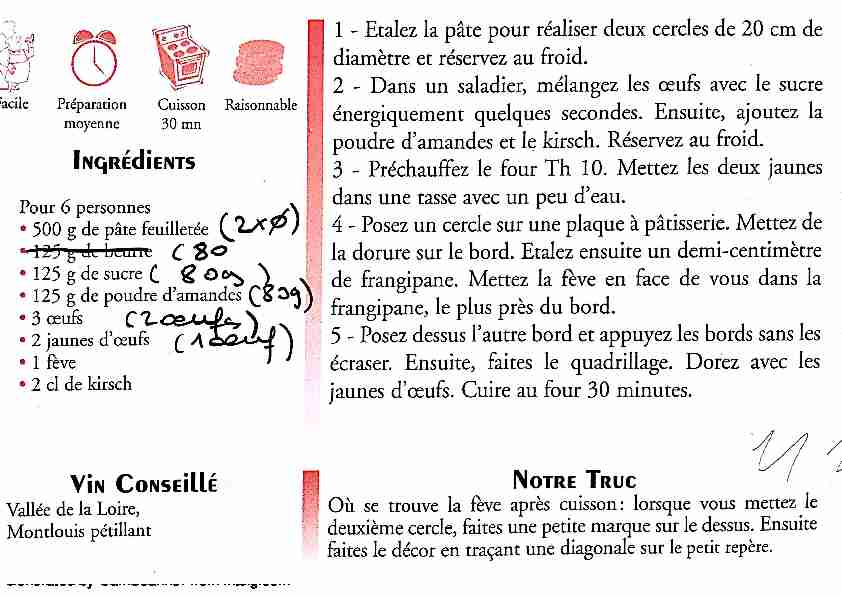 Facile
Préparation
moyenne
Cuisson
30 mn
Raisonnable
INGRÉDIENTS
Pour 6 personnes
• 500 g de pâte feuilletée (2x∅)
• 125 g de beurre (80
• 125 g de sucre (80g)
• 125 g de poudre d'amandes (80g)
• 3 œufs (2œufs)
• 2 jaunes d'œufs (1 oeuf)
• 1 fève
• 2 cl de kirsch
VIN CONSEILLÉ
Vallée de la Loire,
Montlouis pétillant
1 - Etalez la pâte pour réaliser deux cercles de 20 cm de
diamètre et réservez au froid.
2 - Dans un saladier, mélangez les œufs avec le sucre
énergiquement quelques secondes. Ensuite, ajoutez la
poudre d'amandes et le kirsch. Réservez au froid.
3 - Préchauffez le four Th 10. Mettez les deux jaunes
dans une tasse avec un peu d'eau.
4 - Posez un cercle sur une plaque à pâtisserie. Mettez de
la dorure sur le bord. Etalez ensuite un demi-centimètre
de frangipane. Mettez la fève en face de vous dans la
frangipane, le plus près du bord.
5 - Posez dessus l'autre bord et appuyez les bords sans les
écraser. Ensuite, faites le quadrillage. Dorez avec les
jaunes d'œufs. Cuire au four 30 minutes.
NOTRE TRUC
Où se trouve la fève après cuisson: lorsque vous mettez le
deuxième cercle, faites une petite marque sur le dessus. Ensuite
faites le décor en traçant une diagonale sur le petit repère.